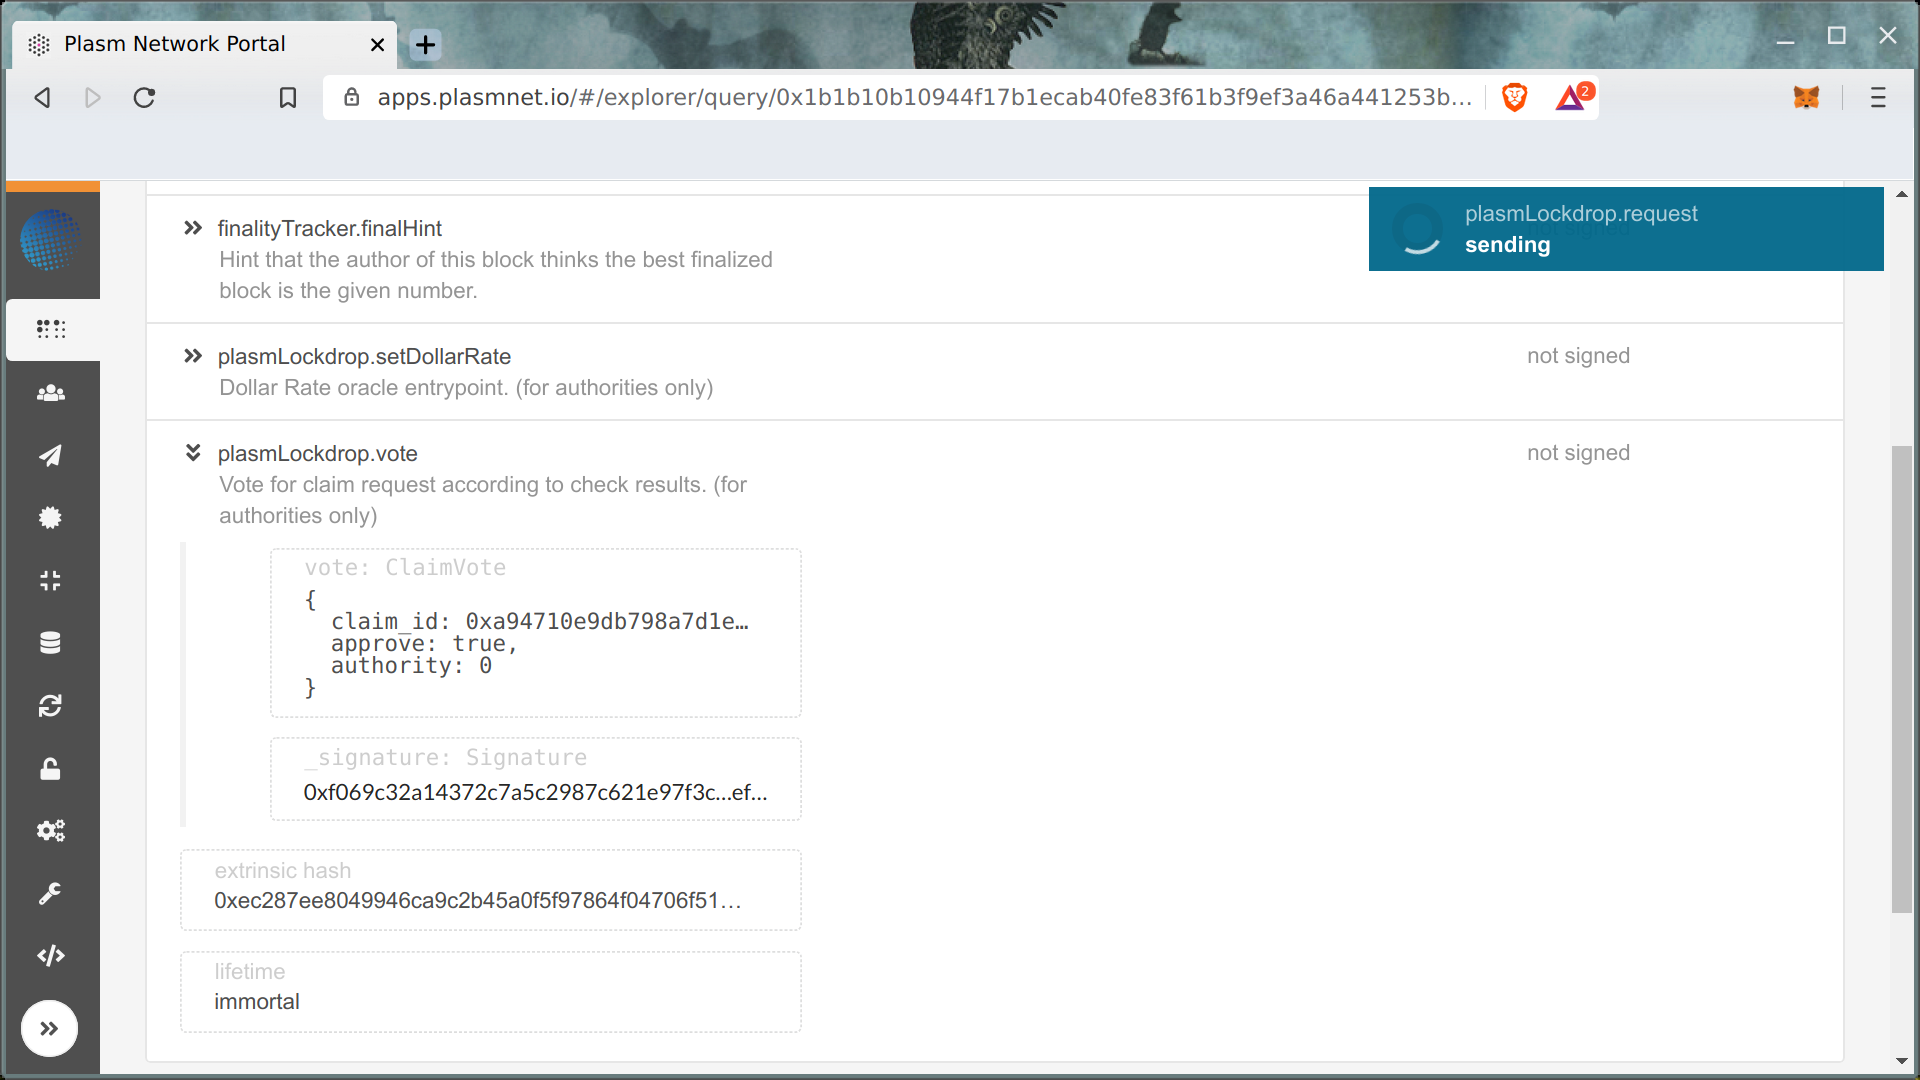 Plasm Network Portal
apps.plasmnet.io/#/explorer/query/0x1b1b10b10944f17b1ecab40fe83f61b3f9ef3a46a441253b...
2
plasmLockdrop.request
sending
finalityTracker.finalHint
not signed
Hint that the author of this block thinks the best finalized
block is the given number.
plasmLockdrop.setDollarRate
not signed
Dollar Rate oracle entrypoint. (for authorities only)
plasmLockdrop.vote
not signed
Vote for claim request according to check results. (for
authorities only)
vote: ClaimVote
{
claim_id: 0xa94710e9db798a7d1e…
approve: true,
authority: 0
}
_signature: Signature
0xf069c32a14372c7a5c2987c621e97f3c...ef...
extrinsic hash
0xec287ee8049946ca9c2b45a0f5f97864f04706f51…
lifetime
immortal